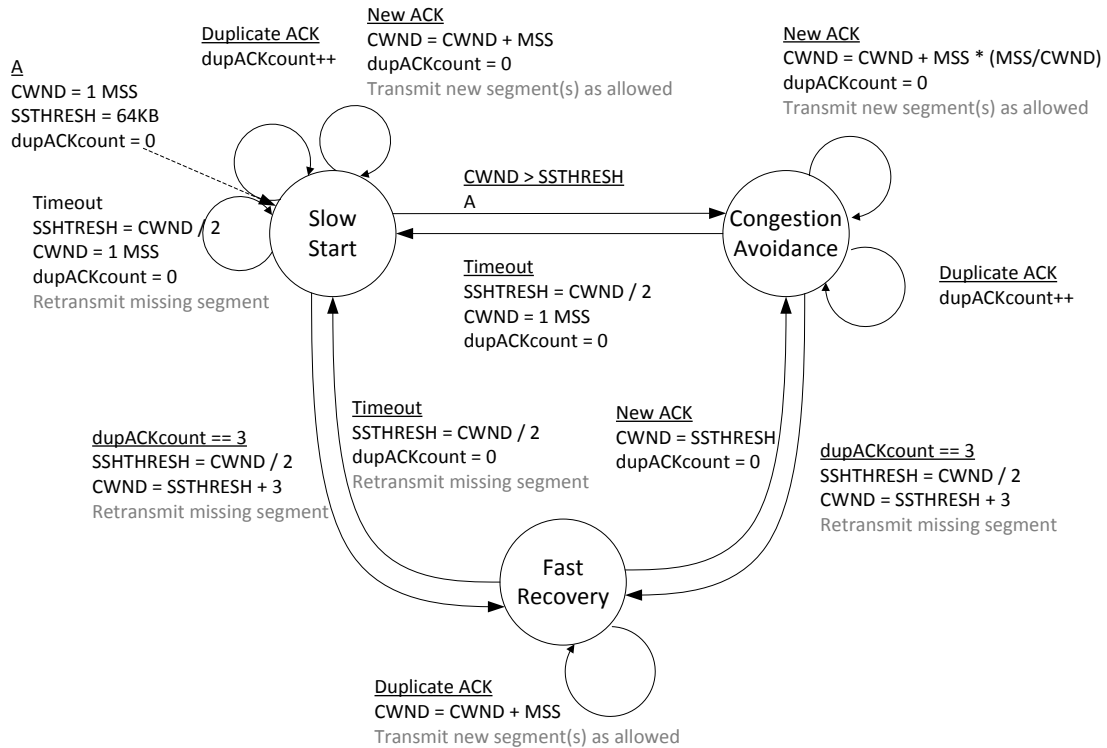 New ACK
CWND = CWND + MSS
dupACKcount = 0
Transmit new segment(s) as allowed
Duplicate ACK
dupACKcount++
New ACK
CWND = CWND + MSS * (MSS/CWND)
dupACKcount = 0
Transmit new segment(s) as allowed
A
CWND = 1 MSS
SSTHRESH = 64KB
dupACKcount = 0
Timeout
SSHTRESH = CWND / 2
CWND = 1 MSS
dupACKcount = 0
Retransmit missing segment
Slow
Start
CWND > SSTHRESH
A
Congestion
Avoidance
Timeout
SSHTRESH = CWND / 2
CWND = 1 MSS
dupACKcount = 0
Duplicate ACK
dupACKcount++
dupACKcount == 3
SSHTHRESH = CWND / 2
CWND = SSTHRESH + 3
Retransmit missing segment
Timeout
SSTHRESH = CWND / 2
dupACKcount = 0
Retransmit missing segment
New ACK
CWND = SSTHRESH
dupACKcount = 0
dupACKcount == 3
SSHTHRESH = CWND / 2
CWND = SSTHRESH + 3
Retransmit missing segment
Fast
Recovery
Duplicate ACK
CWND = CWND + MSS
Transmit new segment(s) as allowed